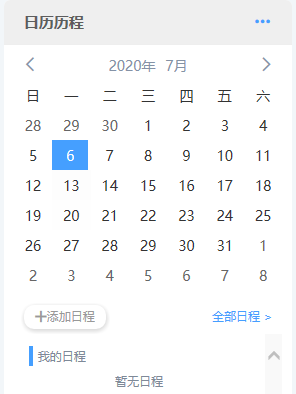 日历历程
2020年 7月
日 一 二 三 四 五 六
28 29 30 1 2 3 4
5 6 7 8 9 10 11
12 13 14 15 16 17 18
19 20 21 22 23 24 25
26 27 28 29 30 31 1
2 3 4 5 6 7 8
+添加日程 全部日程 >
我的日程
暂无日程